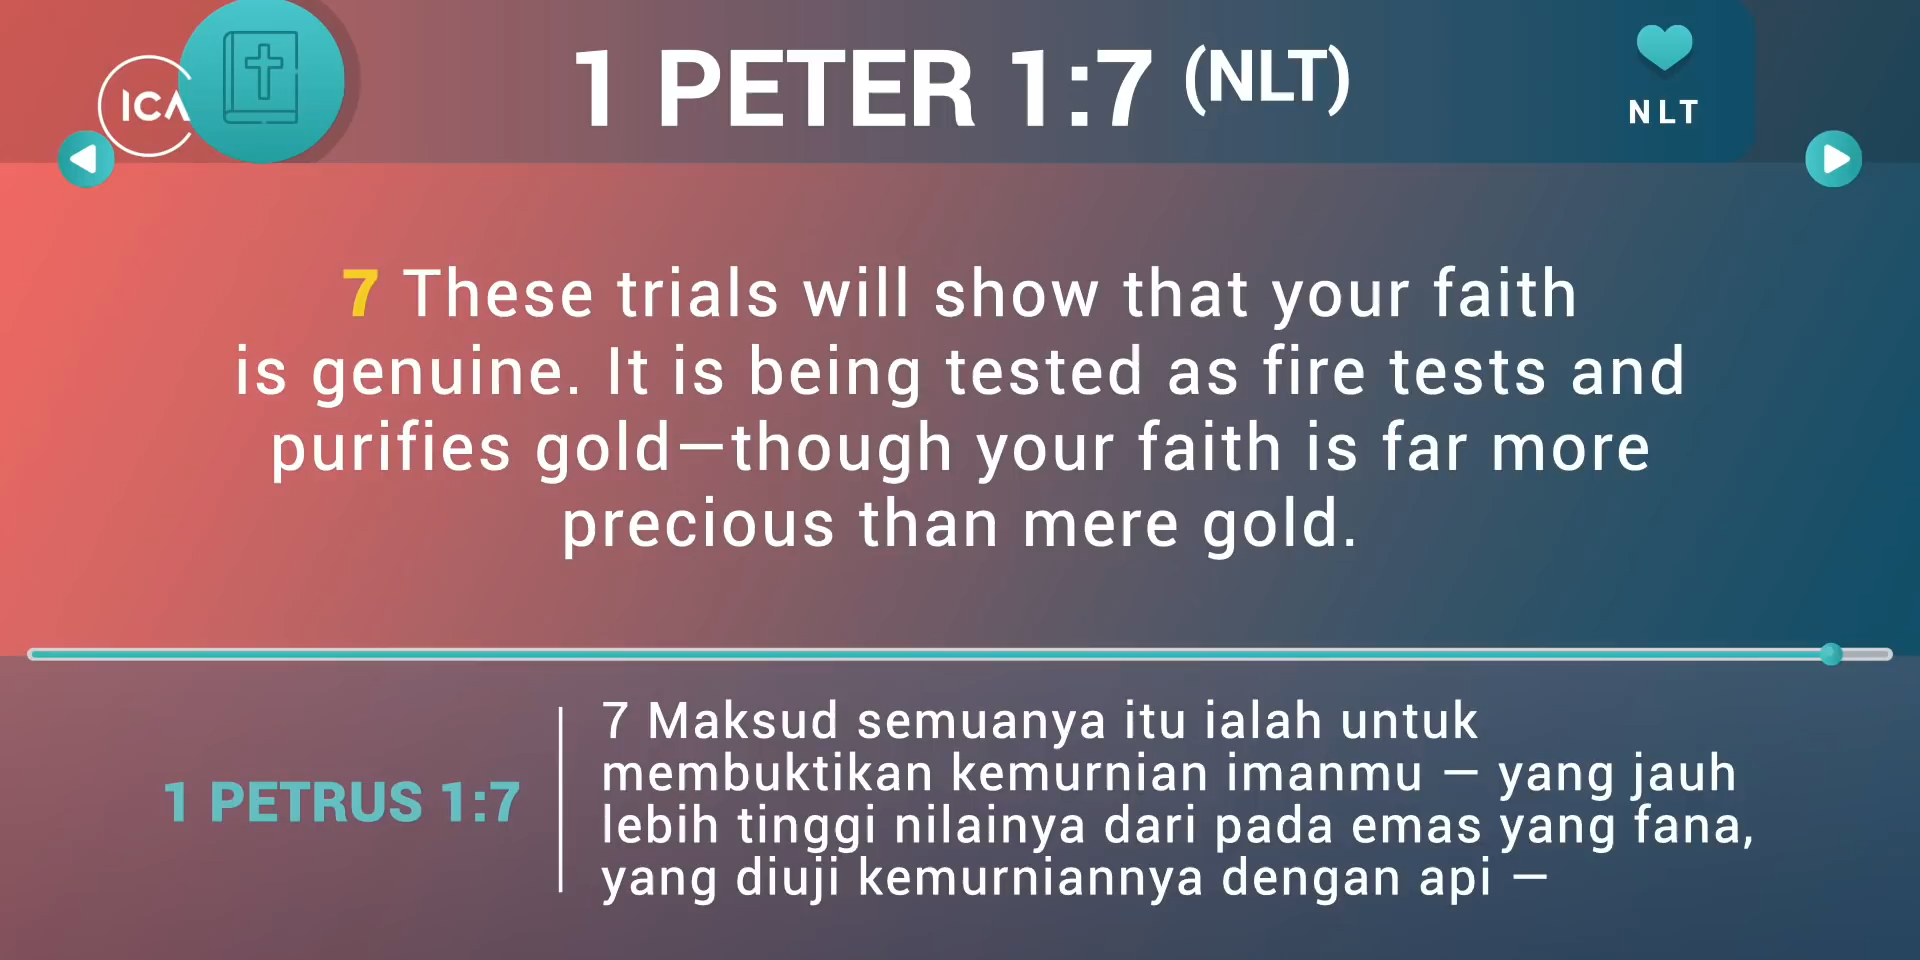 ICA
1 PETER 1:7 (NLT)
NLT
7 These trials will show that your faith
is genuine. It is being tested as fire tests and
purifies gold—though your faith is far more
precious than mere gold.
1 PETRUS 1:7
7 Maksud semuanya itu ialah untuk
membuktikan kemurnian imanmu — yang jauh
lebih tinggi nilainya dari pada emas yang fana,
yang diuji kemurniannya dengan api —